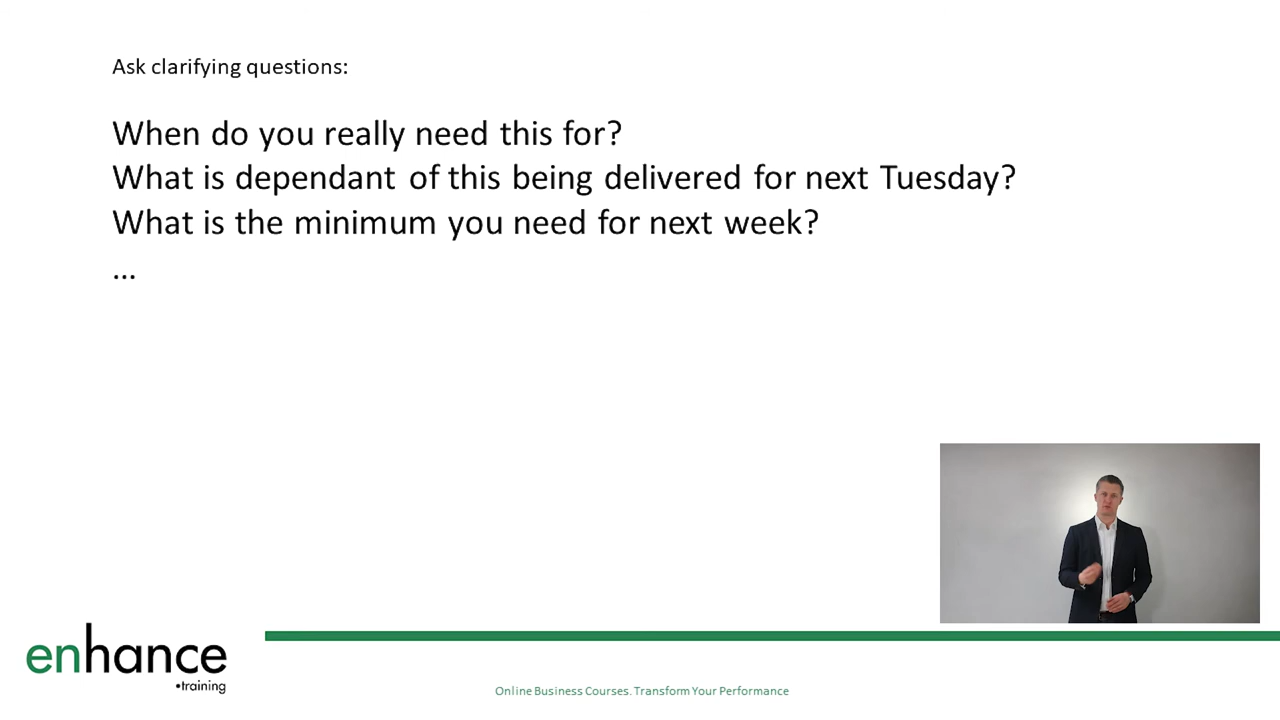 Ask clarifying questions:
When do you really need this for?
What is dependant of this being delivered for next Tuesday?
What is the minimum you need for next week?
...
enhance
•training
Online Business Courses. Transform Your Performance